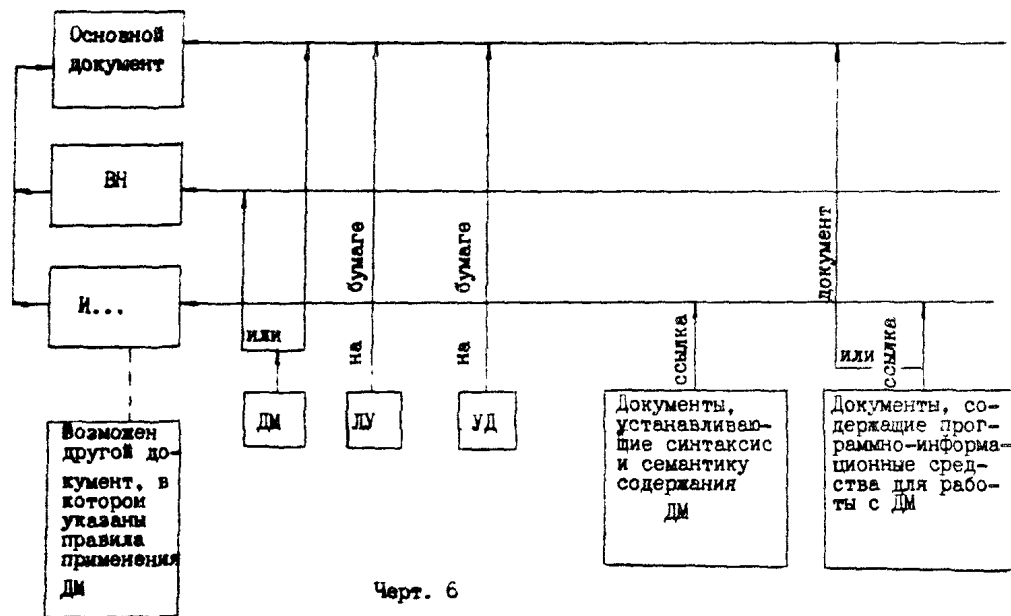 Основной
документ
ВН
И...
или
на бумаге
на бумаге
ссылка
документ
или
ссылка
ДМ
ЛУ
УД
Возможен
другой до-
кумент, в
котором
указаны
правила
применения
ДМ
Документы,
устанавливаю-
щие синтаксис
и семантику
содержания
ДМ
Документы, со-
держащие прог-
раммно-информа-
ционные сред-
ства для рабо-
ты с ДМ
Черт. 6